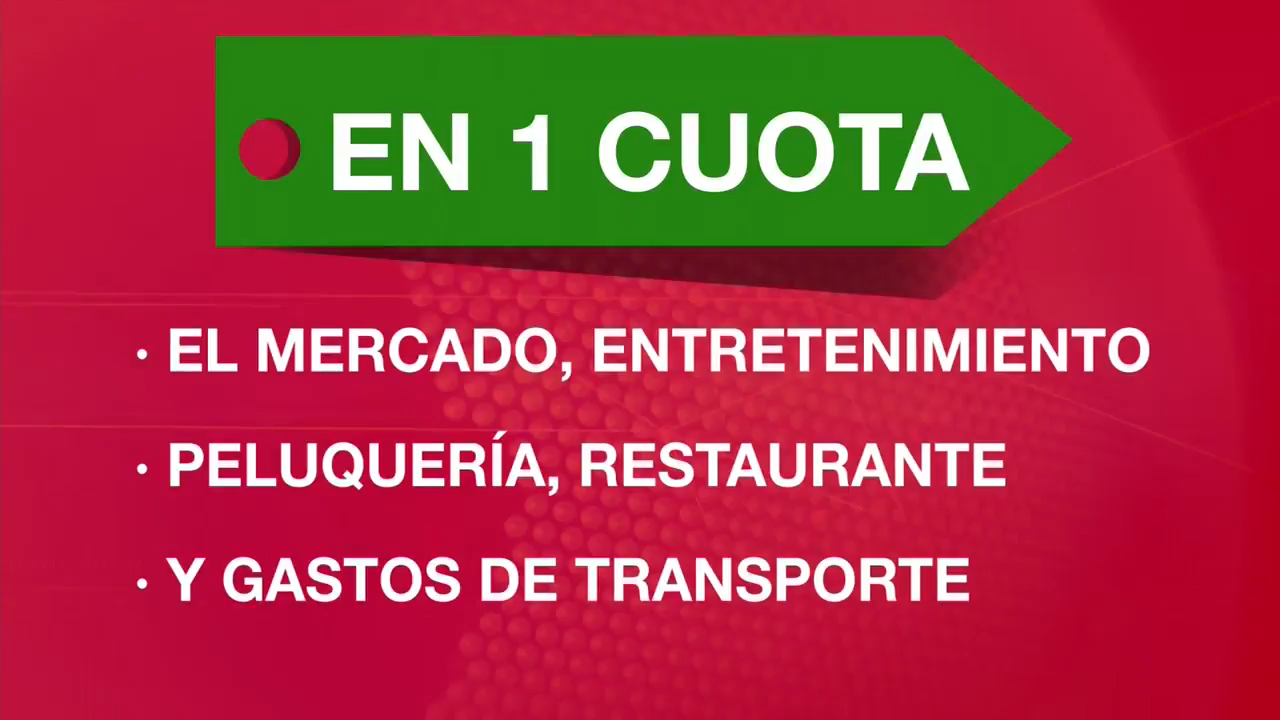 EN 1 CUOTA
· EL MERCADO, ENTRETENIMIENTO
· PELUQUERÍA, RESTAURANTE
· Y GASTOS DE TRANSPORTE